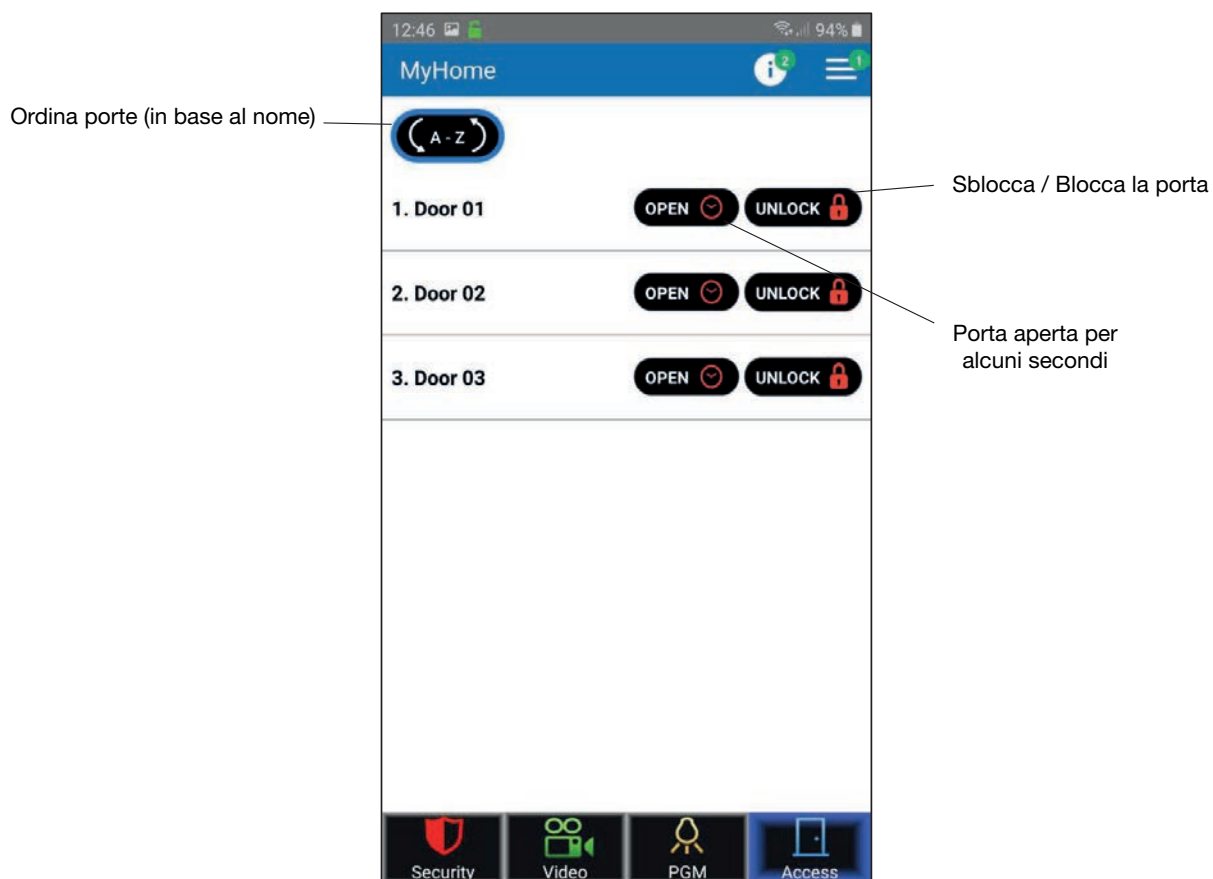 12:46 94%
MyHome 2 1
Ordina porte (in base al nome)
A - Z
Sblocca / Blocca la porta
1. Door 01 OPEN UNLOCK
2. Door 02 OPEN UNLOCK
Porta aperta per
alcuni secondi
3. Door 03 OPEN UNLOCK
Security Video PGM Access